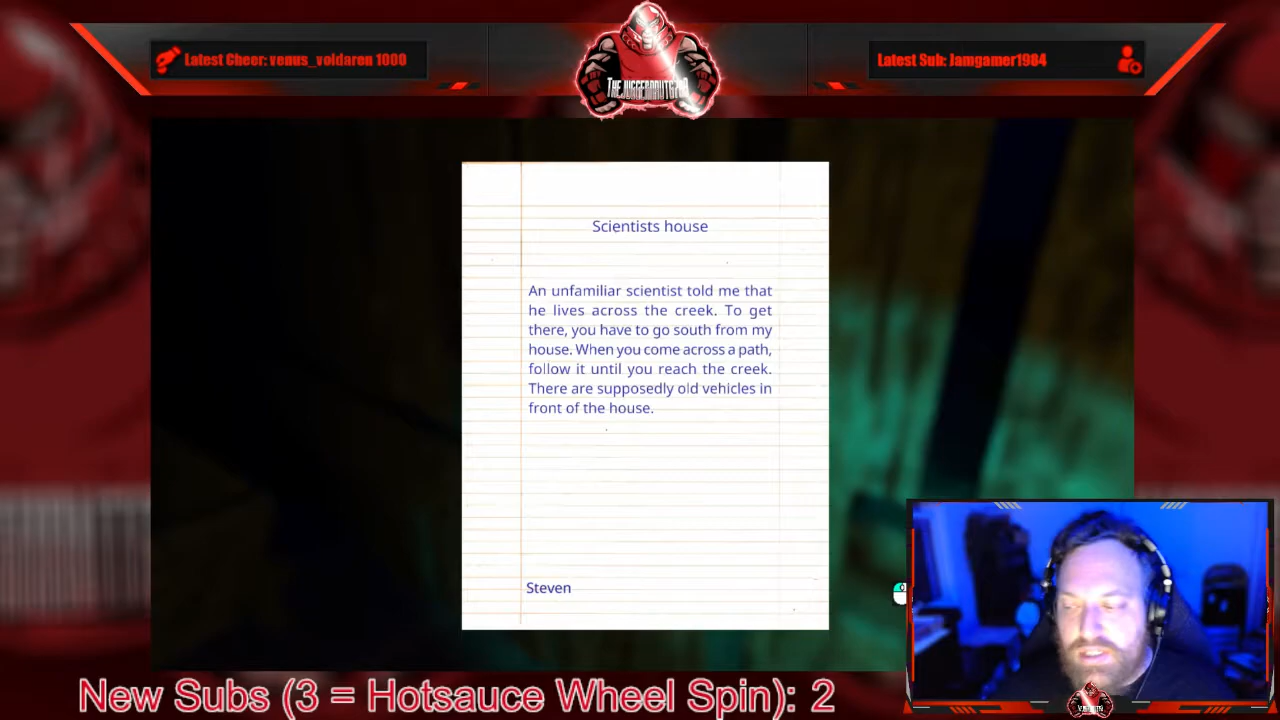 Latest Cheer: venus_voldaren 1000
Latest Sub: Jamgamer1984
Scientists house
An unfamiliar scientist told me that
he lives across the creek. To get
there, you have to go south from my
house. When you come across a path,
follow it until you reach the creek.
There are supposedly old vehicles in
front of the house.
Steven
New Subs (3 = Hotsauce Wheel Spin): 2